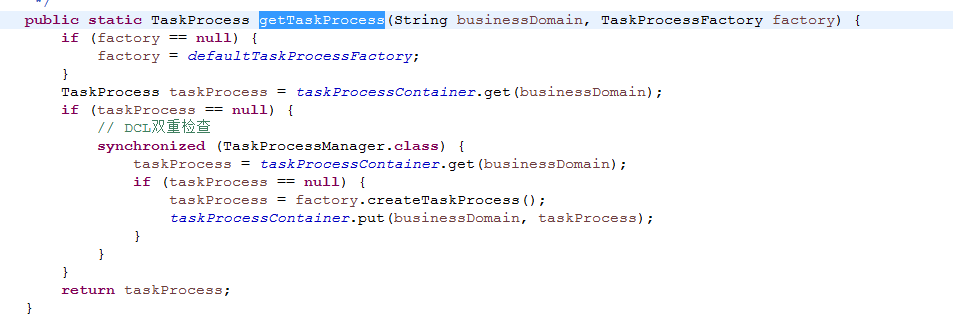 */
public static TaskProcess getTaskProcess(String businessDomain, TaskProcessFactory factory) {
if (factory == null) {
factory = defaultTaskProcessFactory;
}
TaskProcess taskProcess = taskProcessContainer.get(businessDomain);
if (taskProcess == null) {
// DCL双重检查
synchronized (TaskProcessManager.class) {
taskProcess = taskProcessContainer.get(businessDomain);
if (taskProcess == null) {
taskProcess = factory.createTaskProcess();
taskProcessContainer.put(businessDomain, taskProcess);
}
}
}
return taskProcess;
}